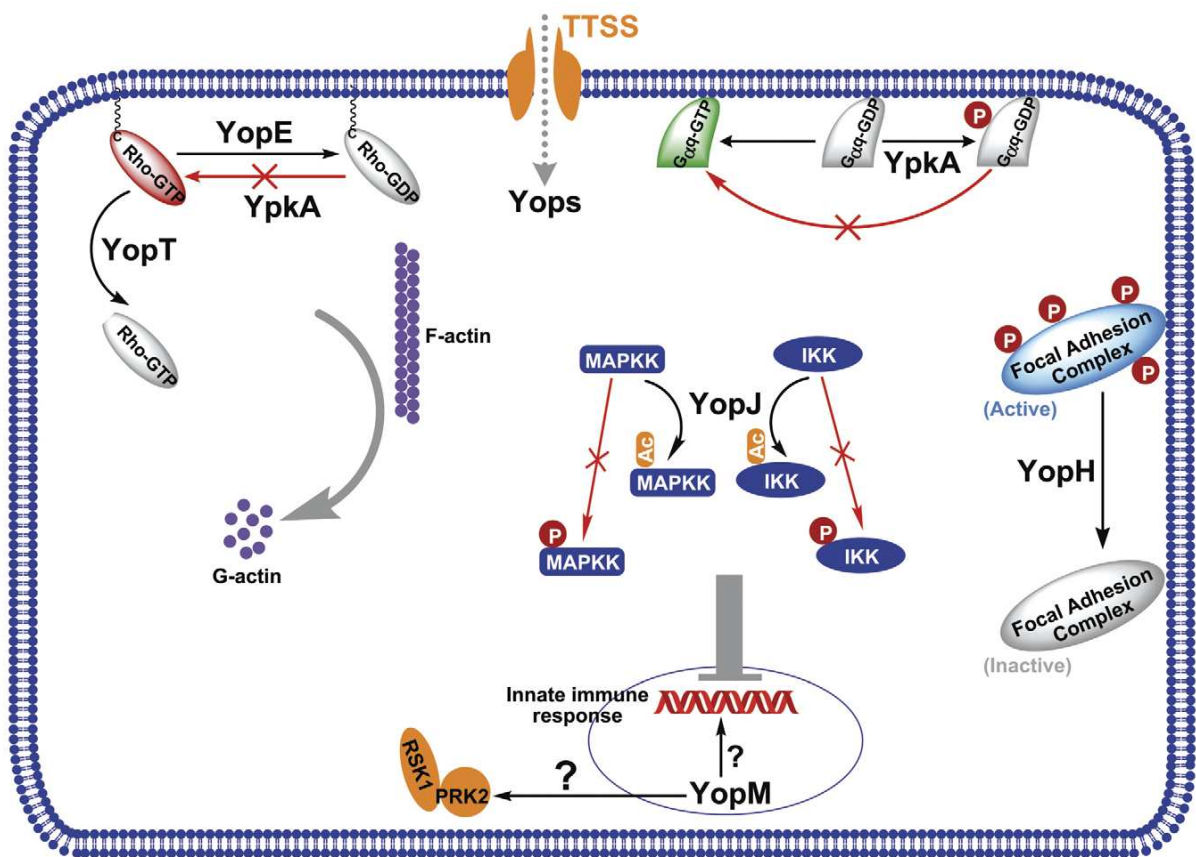 TTSS
Yops
C
Rho-GTP
YopE
YpkA
C
Rho-GDP
YopT
Rho-GTP
Gαq-GTP
Gαq-GDP
YpkA
P
Gαq-GDP
F-actin
G-actin
MAPKK
IKK
YopJ
Ac
MAPKK
Ac
IKK
P
MAPKK
P
IKK
P
P
P
P
Focal Adhesion
Complex
(Active)
YopH
Focal Adhesion
Complex
(Inactive)
Innate immune
response
?
YopM
?
RSK1
PRK2